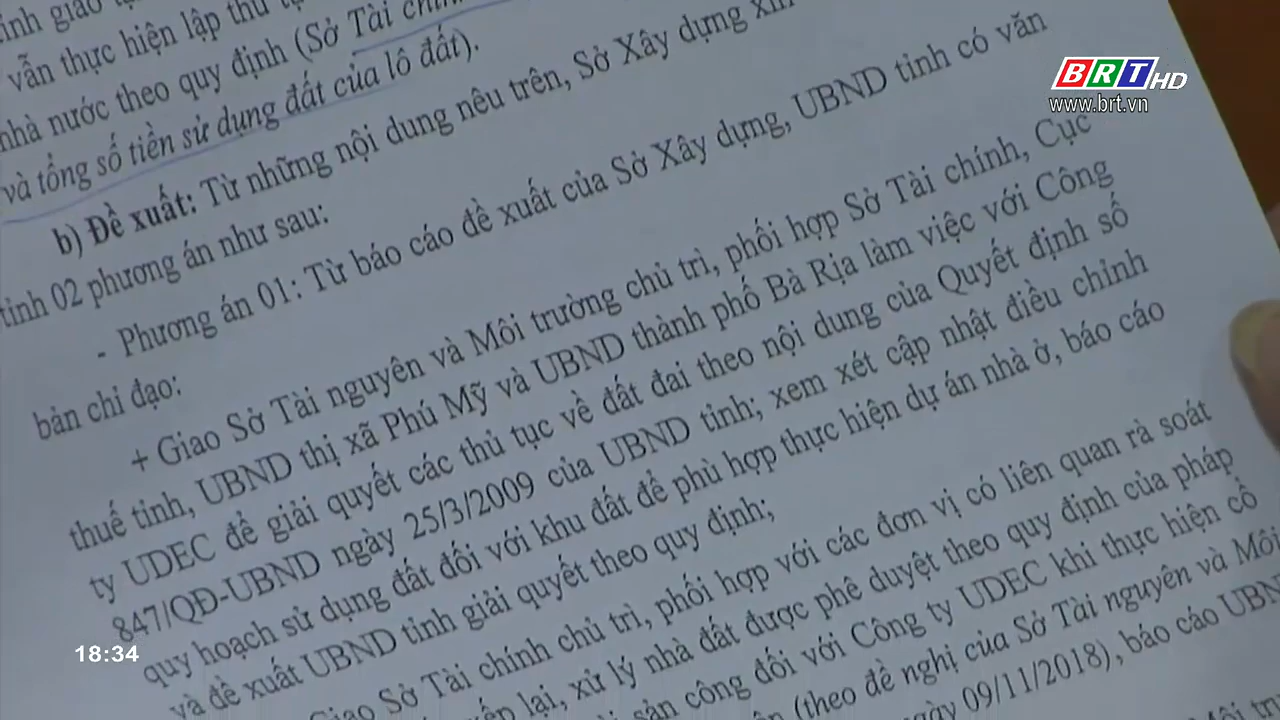 BRT HD
www.brt.vn
vẫn thực hiện lập thủ
nhà nước theo quy định (Sở Tài chính
và tổng số tiền sử dụng đất của lô đất).
b) Đề xuất: Từ những nội dung nêu trên, Sở Xây dựng xin
tỉnh 02 phương án như sau:
- Phương án 01: Từ báo cáo đề xuất của Sở Xây dựng, UBND tỉnh có văn
bản chỉ đạo:
+ Giao Sở Tài nguyên và Môi trường chủ trì, phối hợp Sở Tài chính, Cục
thuế tỉnh, UBND thị xã Phú Mỹ và UBND thành phố Bà Rịa làm việc với Công
ty UDEC để giải quyết các thủ tục về đất đai theo nội dung của Quyết định số
847/QĐ-UBND ngày 25/3/2009 của UBND tỉnh; xem xét cập nhật điều chỉnh
quy hoạch sử dụng đất đối với khu đất để phù hợp thực hiện dự án nhà ở, báo cáo
và đề xuất UBND tỉnh giải quyết theo quy định;
Giao Sở Tài chính chủ trì, phối hợp với các đơn vị có liên quan rà soát
lại, xử lý nhà đất được phê duyệt theo quy định của pháp
sản công đối với Công ty UDEC khi thực hiện cổ
(theo đề nghị của Sở Tài nguyên và Môi
ngày 09/11/2018), báo cáo UBND
18:34